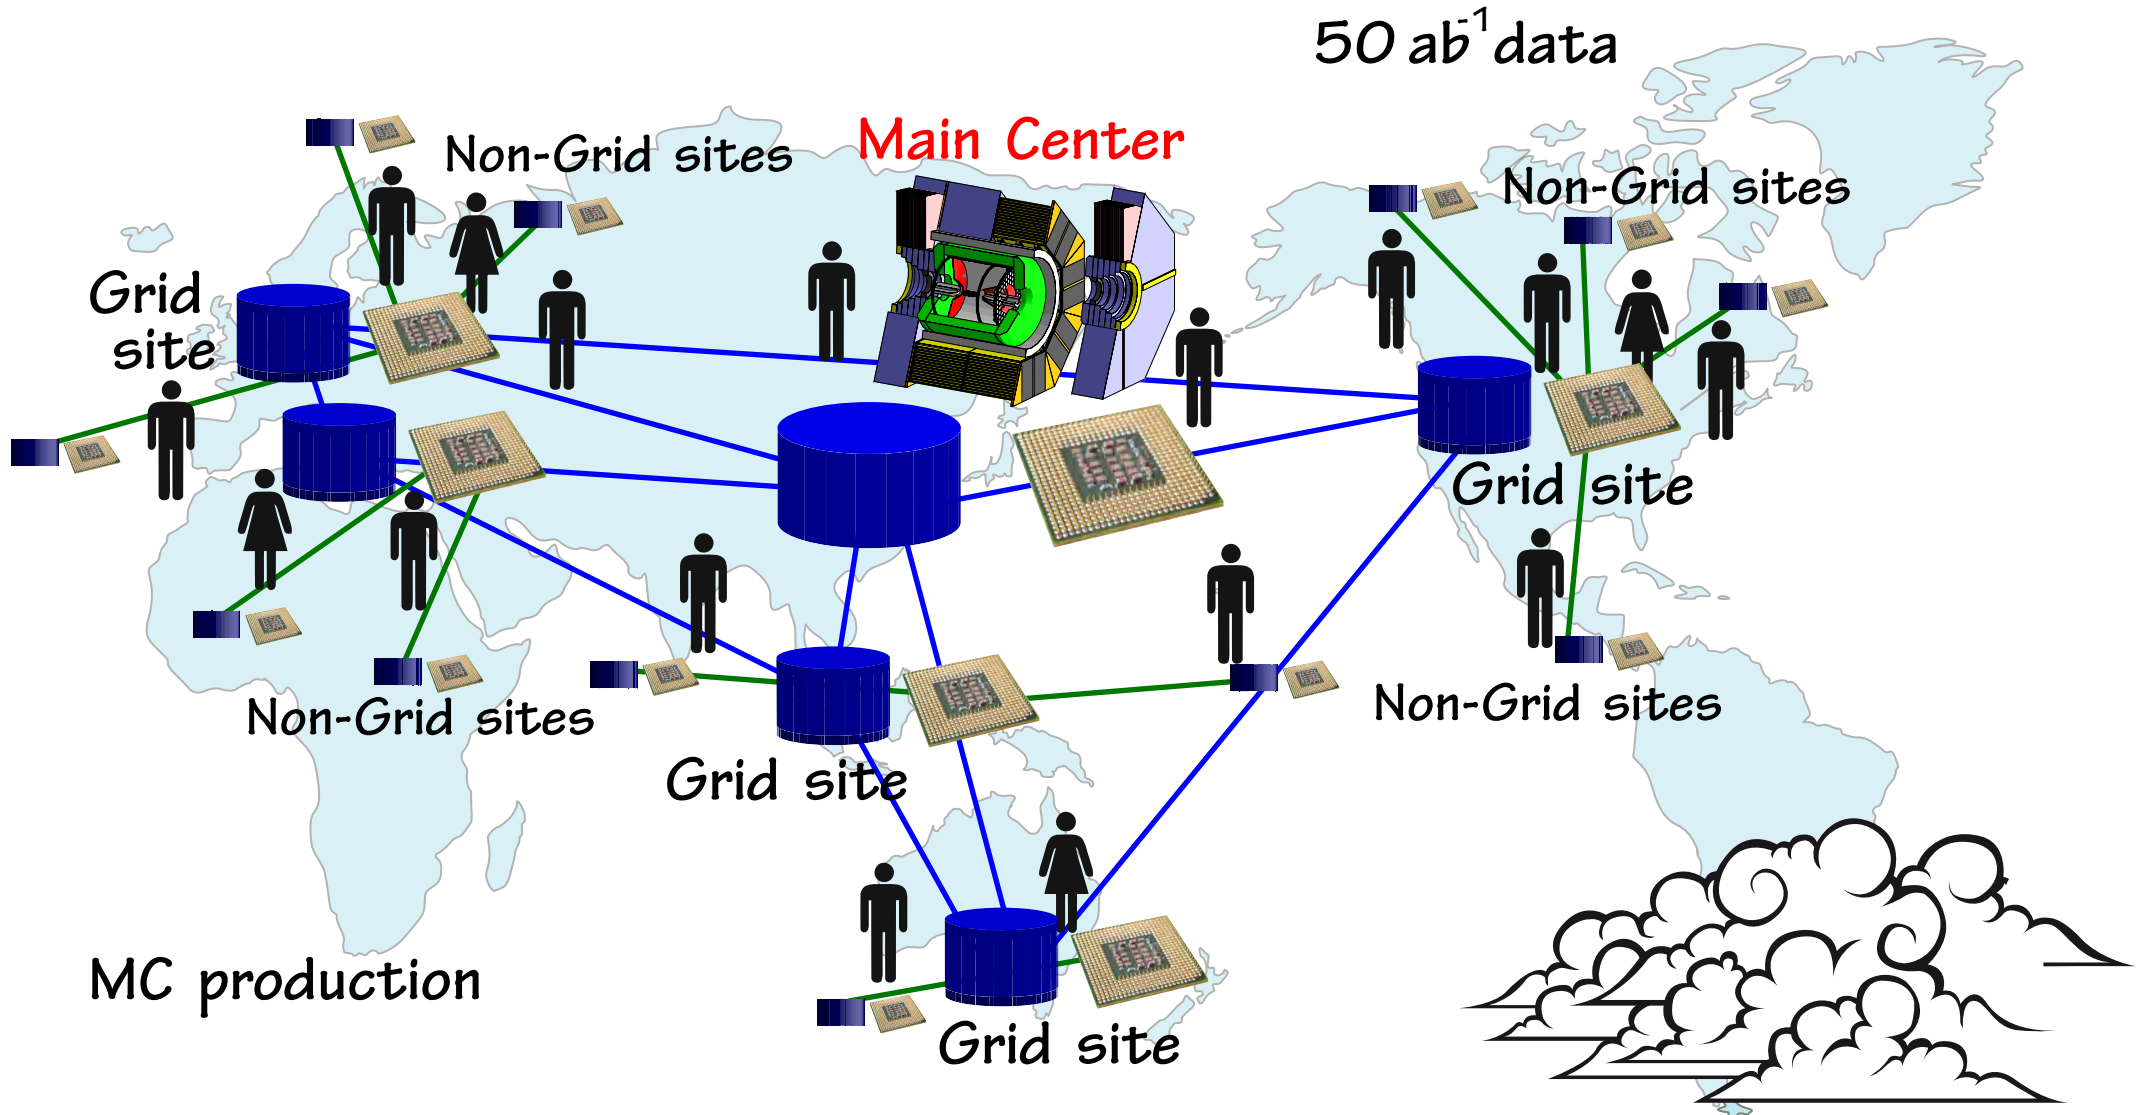 50 ab⁻¹ data
Main Center
Non-Grid sites
Non-Grid sites
Grid
site
Grid site
Non-Grid sites
Non-Grid sites
Grid site
MC production
Grid site